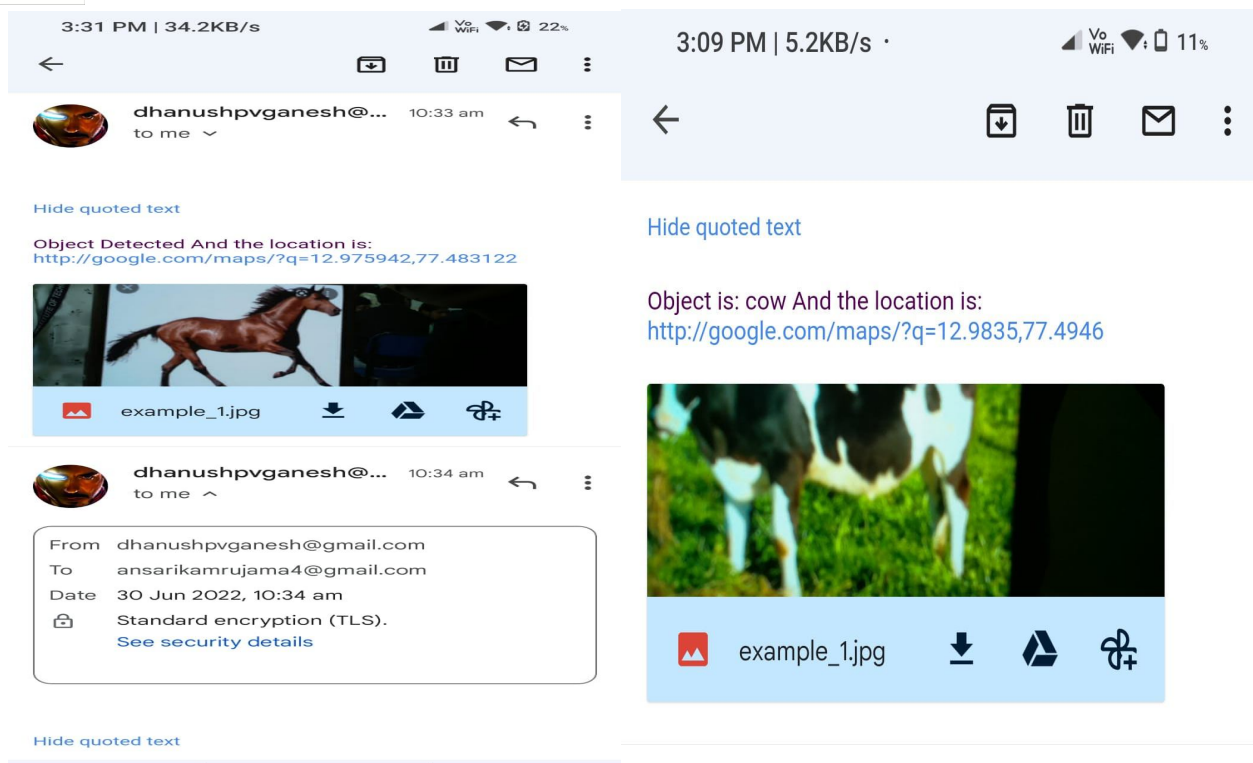 3:31 PM | 34.2KB/s
Vo
WiFi
22%
dhanushpvganesh@...
10:33 am
to me
Hide quoted text
Object Detected And the location is:
http://google.com/maps/?q=12.975942,77.483122
example_1.jpg
dhanushpvganesh@...
10:34 am
to me
From dhanushpvganesh@gmail.com
To ansarikamrujama4@gmail.com
Date 30 Jun 2022, 10:34 am
Standard encryption (TLS).
See security details
Hide quoted text
3:09 PM | 5.2KB/s ·
Vo
WiFi
11%
Hide quoted text
Object is: cow And the location is:
http://google.com/maps/?q=12.9835,77.4946
example_1.jpg